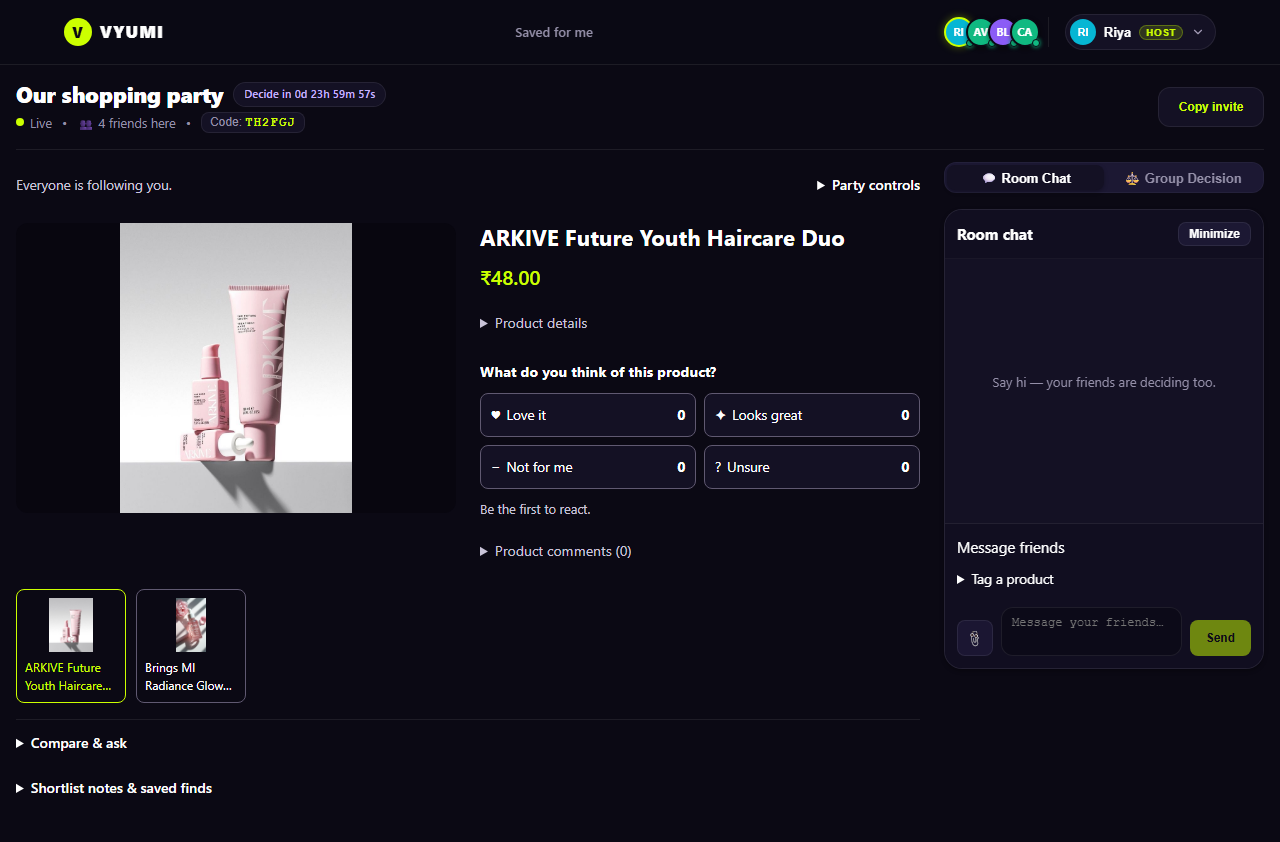 V VYUMI
Saved for me
RI AV BL CA
RI Riya HOST
Our shopping party
Decide in 0d 23h 59m 57s
Live • 4 friends here • Code: TH2FGJ
Copy invite
Everyone is following you.
Party controls
ARKIVE
ARKIVE
ARKIVE Future Youth Haircare Duo
₹48.00
Product details
What do you think of this product?
Love it 0
Looks great 0
– Not for me 0
? Unsure 0
Be the first to react.
Product comments (0)
ARKIVE Future
Youth Haircare...
Brings MI
Radiance Glow...
Compare & ask
Shortlist notes & saved finds
Room Chat
Group Decision
Room chat
Minimize
Say hi — your friends are deciding too.
Message friends
Tag a product
Message your friends…
Send